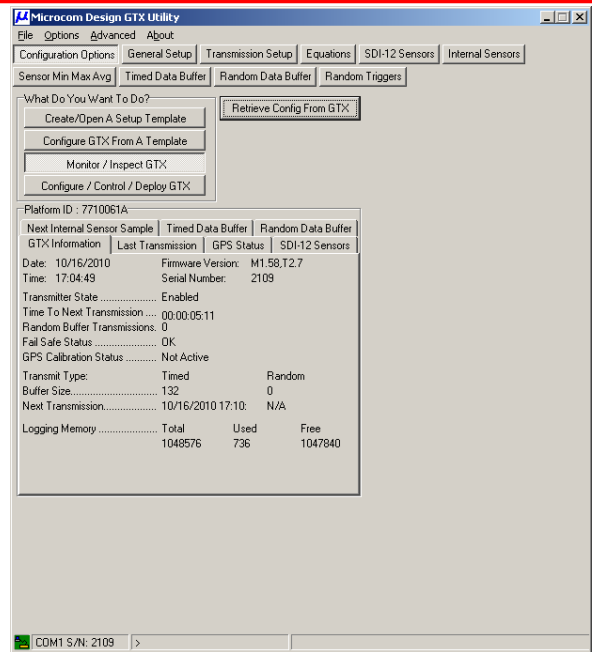 Microcom Design GTX Utility
File Options Advanced About
Configuration Options General Setup Transmission Setup Equations SDI-12 Sensors Internal Sensors
Sensor Min Max Avg Timed Data Buffer Random Data Buffer Random Triggers
What Do You Want To Do?
Retrieve Config From GTX
Create/Open A Setup Template
Configure GTX From A Template
Monitor / Inspect GTX
Configure / Control / Deploy GTX
Platform ID : 7710061A
Next Internal Sensor Sample Timed Data Buffer Random Data Buffer
GTX Information Last Transmission GPS Status SDI-12 Sensors
Date: 10/16/2010 Firmware Version: M1.58,T2.7
Time: 17:04:49 Serial Number: 2109
Transmitter State ................... Enabled
Time To Next Transmission .... 00:00:05:11
Random Buffer Transmissions. 0
Fail Safe Status .................... OK
GPS Calibration Status .......... Not Active
Transmit Type: Timed Random
Buffer Size............................. 132 0
Next Transmission.................. 10/16/2010 17:10: N/A
Logging Memory .................... Total Used Free
1048576 736 1047840
COM1 S/N: 2109 >